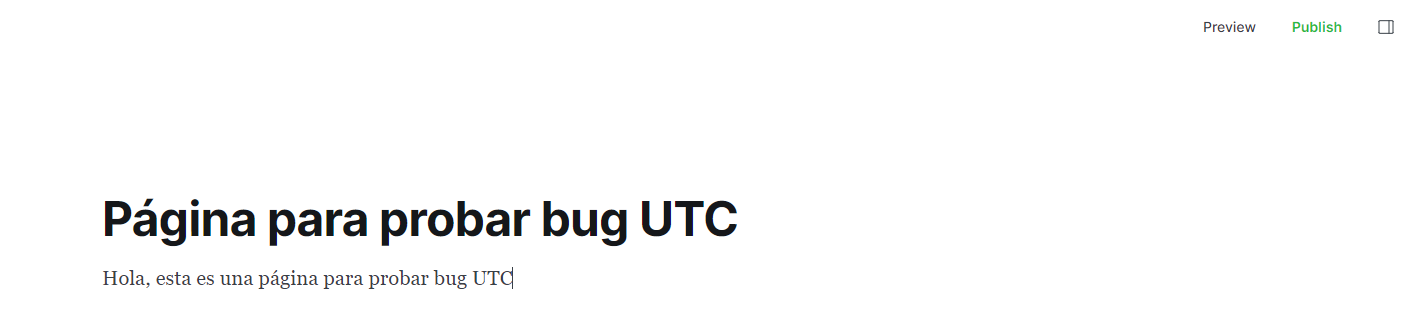 Preview Publish
Página para probar bug UTC
Hola, esta es una página para probar bug UTC